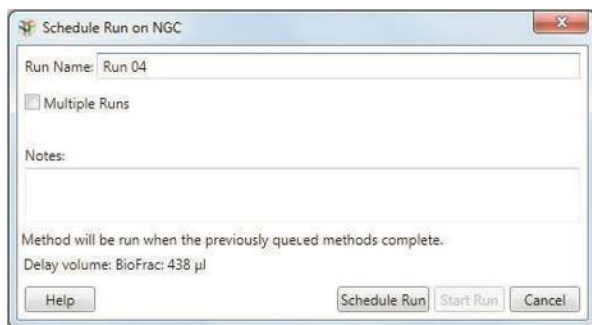 Schedule Run on NGC
Run Name: Run 04
Multiple Runs
Notes:
Method will be run when the previously queued methods complete.
Delay volume: BioFrac: 438 µl
Help Schedule Run Start Run Cancel